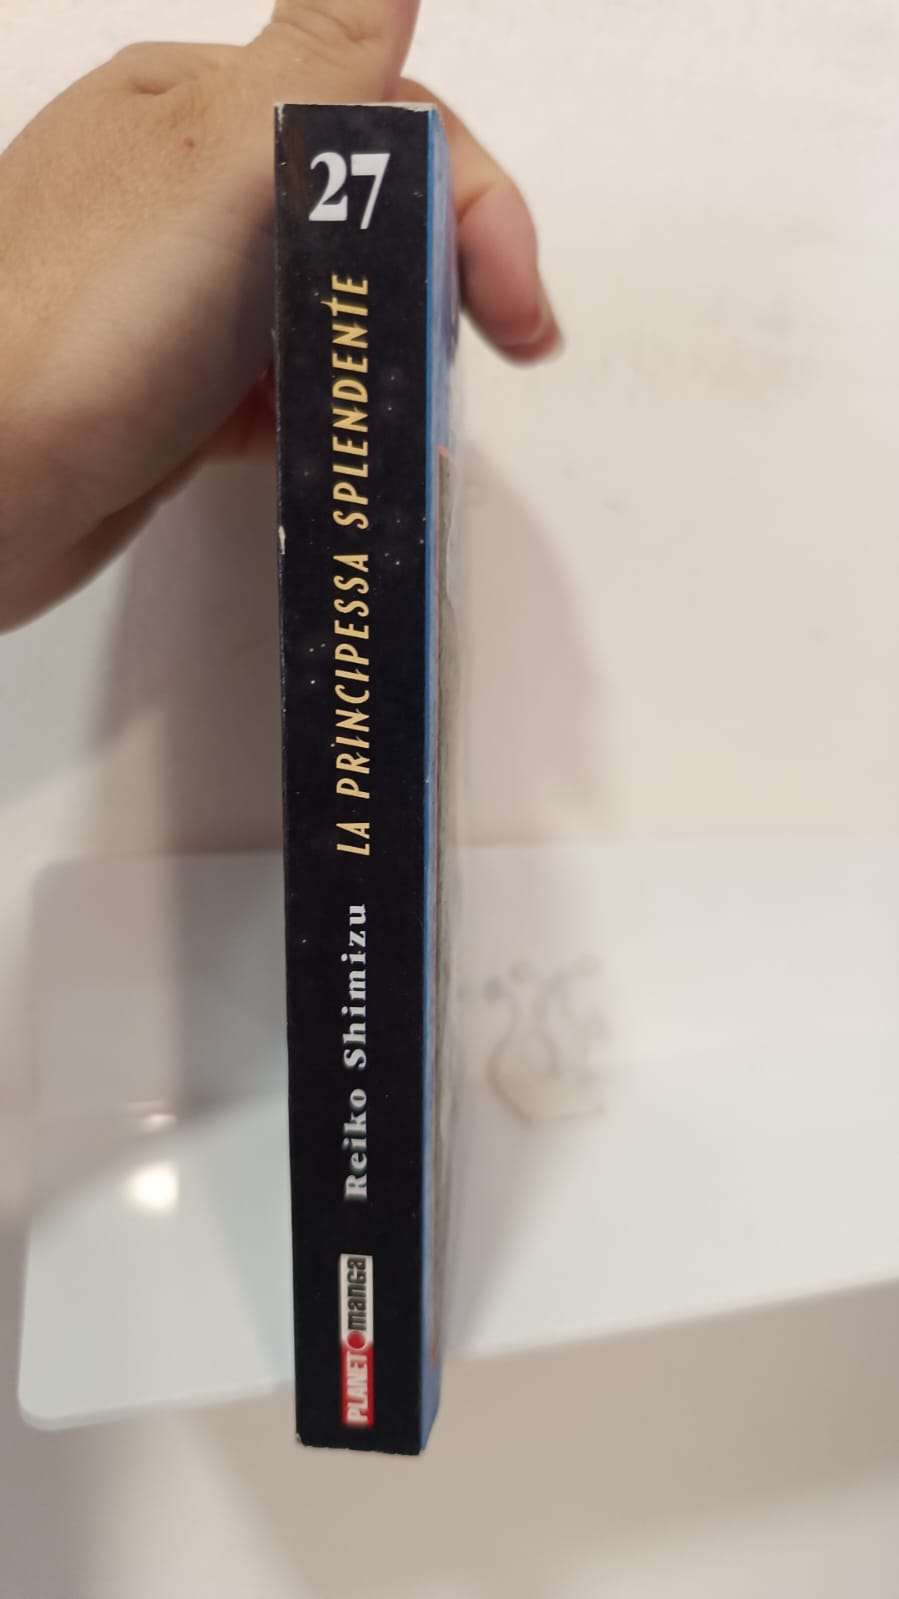 27
LA PRINCIPESSA SPLENDENTE
Reiko Shimizu
PLANET manga